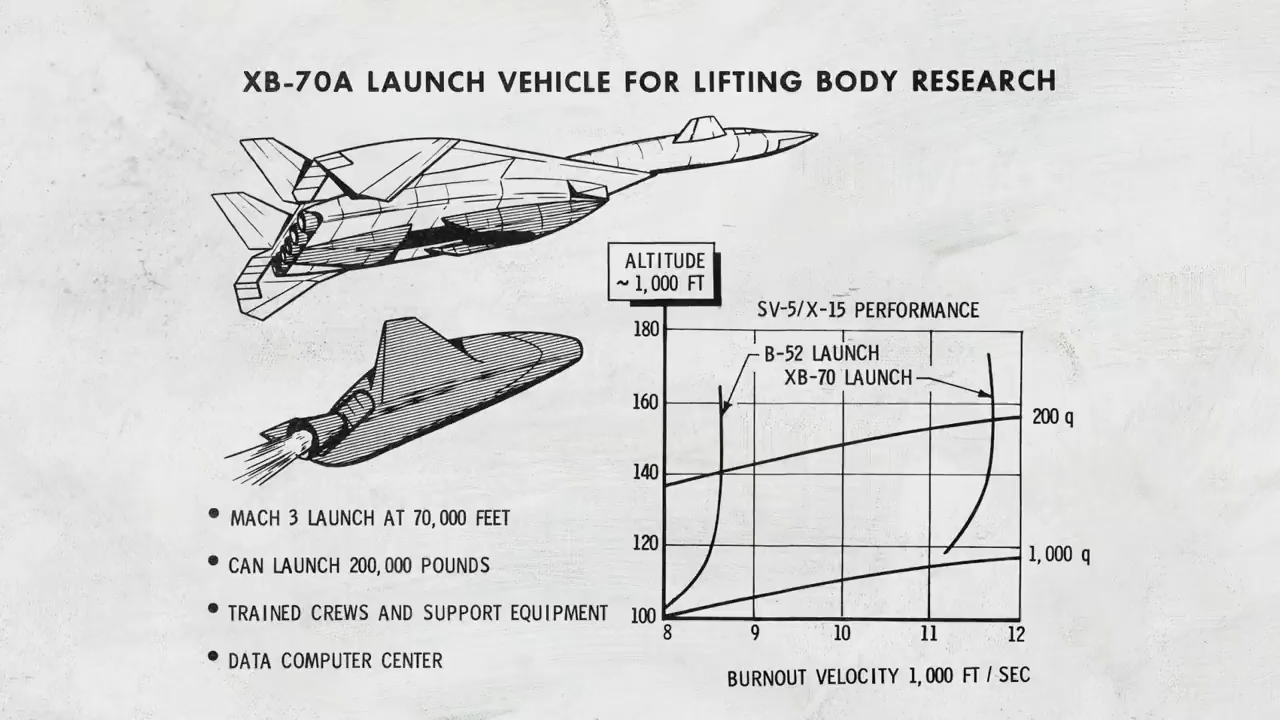 XB-70A LAUNCH VEHICLE FOR LIFTING BODY RESEARCH
ALTITUDE
~ 1,000 FT
SV-5/X-15 PERFORMANCE
180
B-52 LAUNCH
XB-70 LAUNCH
160
200 q
140
120
1,000 q
100
8
9
10
11
12
BURNOUT VELOCITY 1,000 FT / SEC
• MACH 3 LAUNCH AT 70,000 FEET
• CAN LAUNCH 200,000 POUNDS
• TRAINED CREWS AND SUPPORT EQUIPMENT
• DATA COMPUTER CENTER